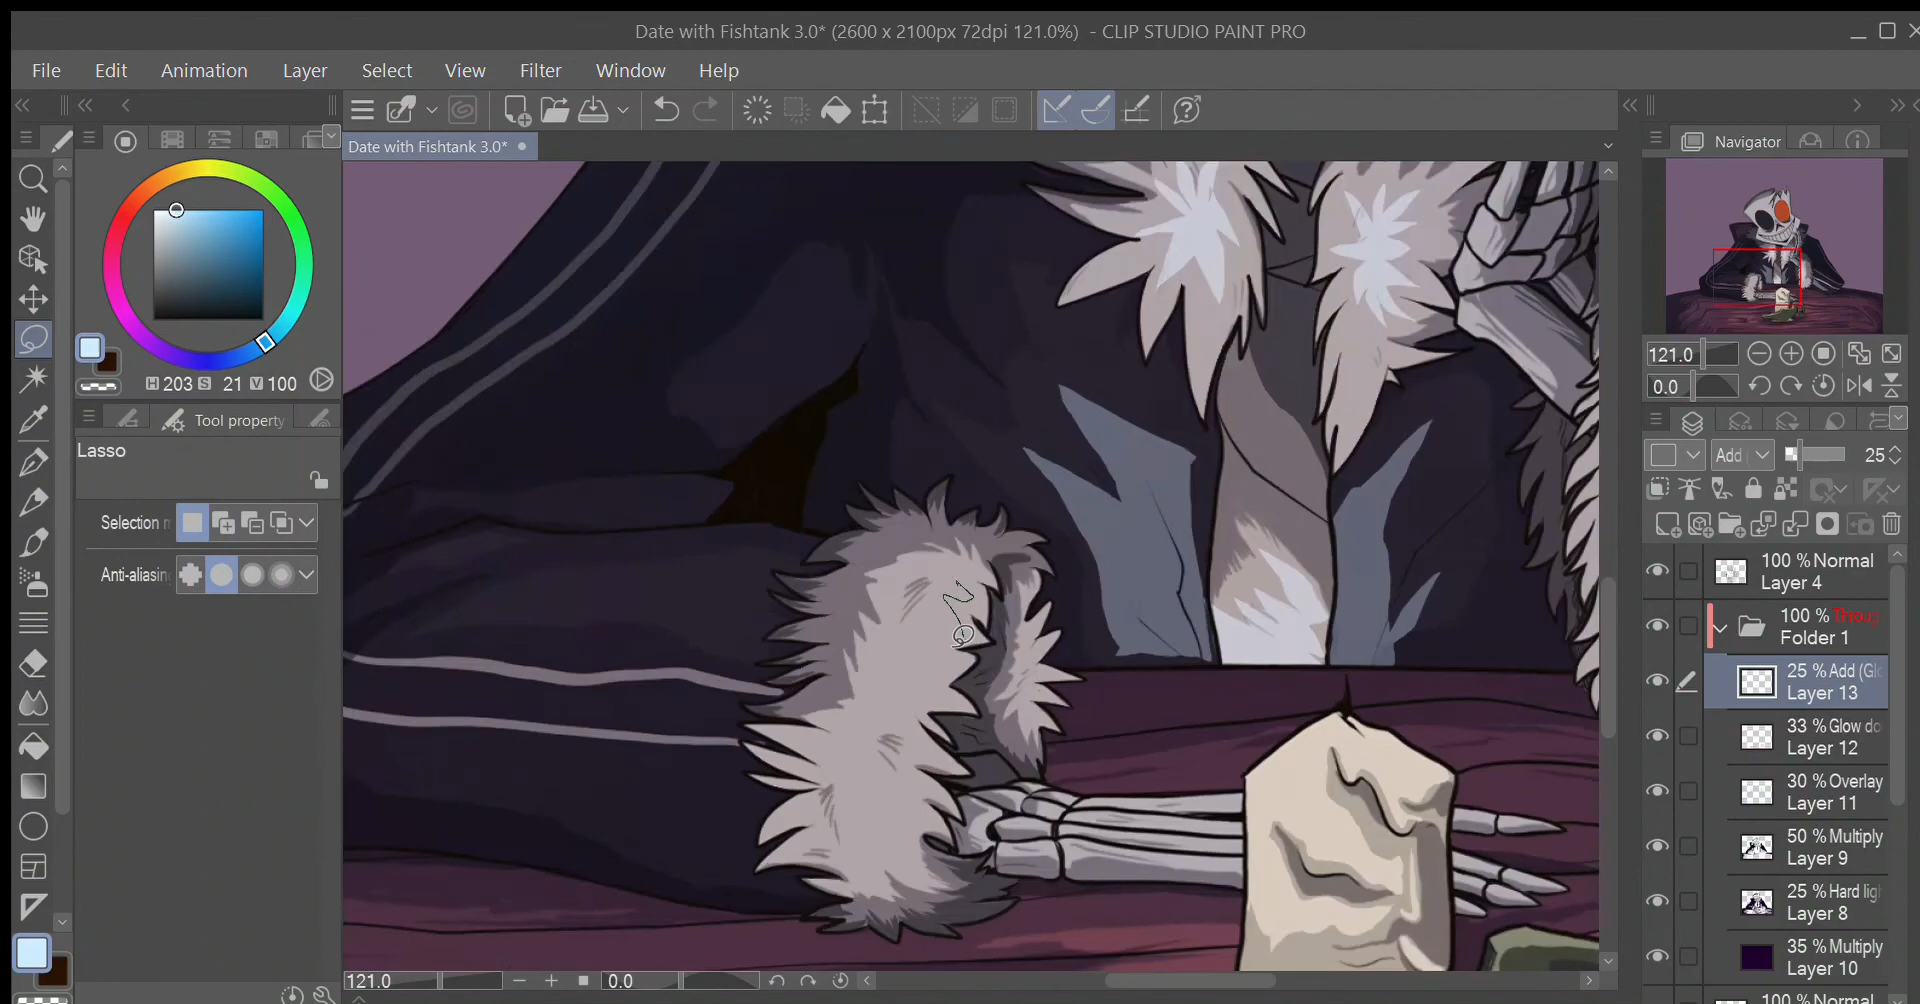 Date with Fishtank 3.0* (2600 x 2100px 72dpi 121.0%)  - CLIP STUDIO PAINT PRO
File Edit Animation Layer Select View Filter Window Help
Date with Fishtank 3.0*
Navigator
121.0
0.0
H 203 S 21 V 100
Tool property
Lasso
Selection m
Anti-aliasin
Add
25
100 % Normal
Layer 4
100 % Throug
Folder 1
25 % Add (Gl
Layer 13
33 % Glow do
Layer 12
30 % Overlay
Layer 11
50 % Multiply
Layer 9
25 % Hard lig
Layer 8
35 % Multiply
Layer 10
100 % Normal
121.0
0.0